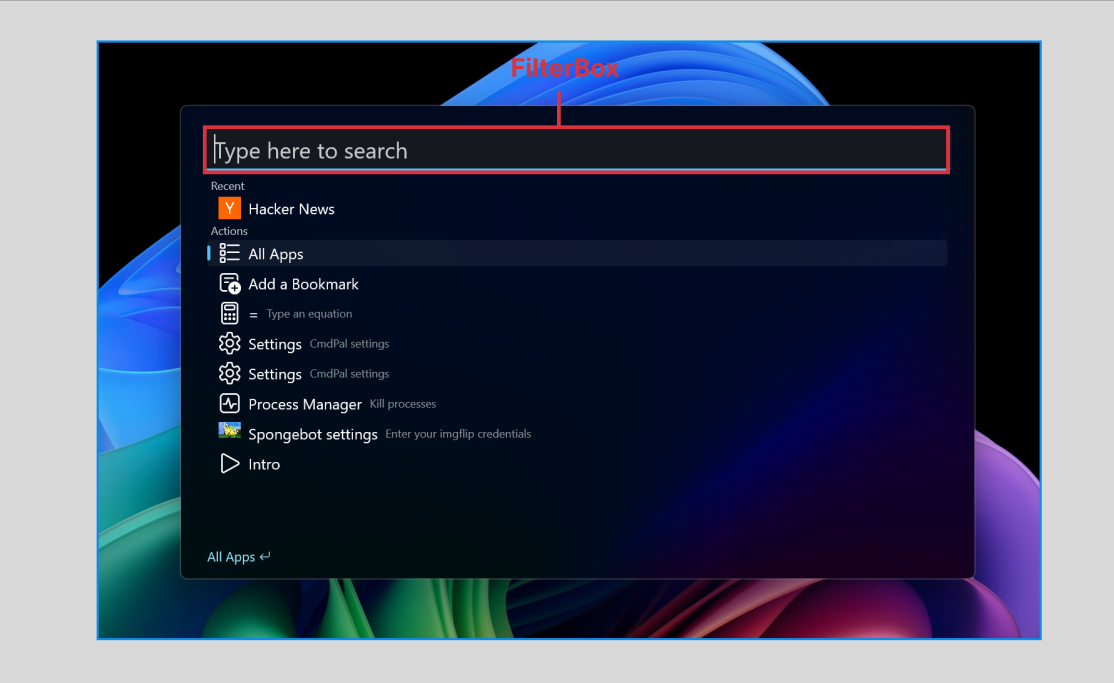 FilterBox
Type here to search
Recent
Y Hacker News
Actions
All Apps
Add a Bookmark
= Type an equation
Settings CmdPal settings
Settings CmdPal settings
Process Manager Kill processes
Spongebot settings Enter your imgflip credentials
Intro
All Apps ↵